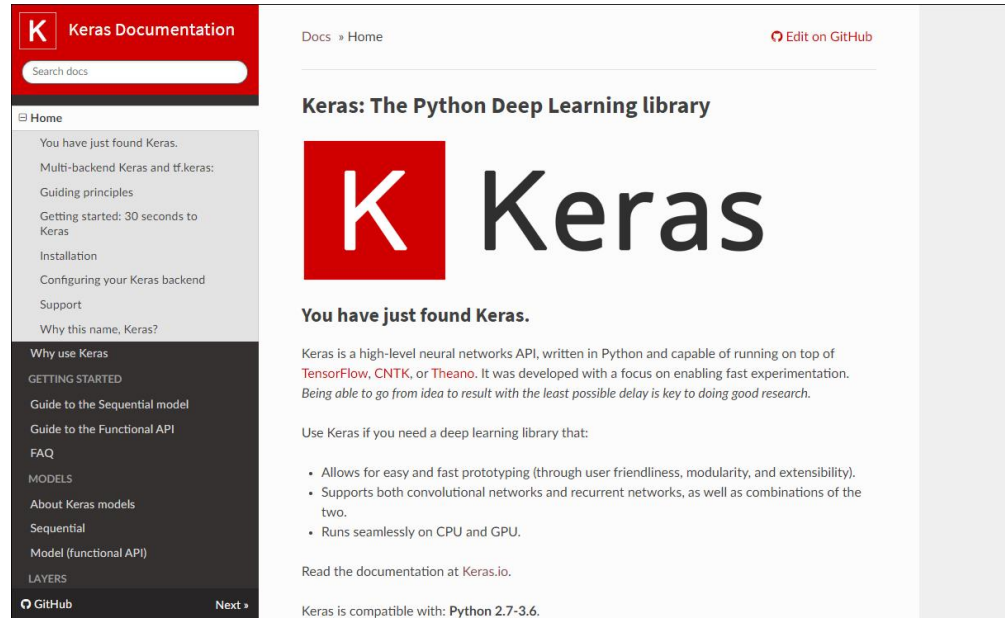 K Keras Documentation
Search docs
Home
You have just found Keras.
Multi-backend Keras and tf.keras:
Guiding principles
Getting started: 30 seconds to
Keras
Installation
Configuring your Keras backend
Support
Why this name, Keras?
Why use Keras
GETTING STARTED
Guide to the Sequential model
Guide to the Functional API
FAQ
MODELS
About Keras models
Sequential
Model (functional API)
LAYERS
GitHub Next »
Docs » Home Edit on GitHub
Keras: The Python Deep Learning library
K Keras
You have just found Keras.
Keras is a high-level neural networks API, written in Python and capable of running on top of
TensorFlow, CNTK, or Theano. It was developed with a focus on enabling fast experimentation.
Being able to go from idea to result with the least possible delay is key to doing good research.
Use Keras if you need a deep learning library that:
• Allows for easy and fast prototyping (through user friendliness, modularity, and extensibility).
• Supports both convolutional networks and recurrent networks, as well as combinations of the
two.
• Runs seamlessly on CPU and GPU.
Read the documentation at Keras.io.
Keras is compatible with: Python 2.7-3.6.